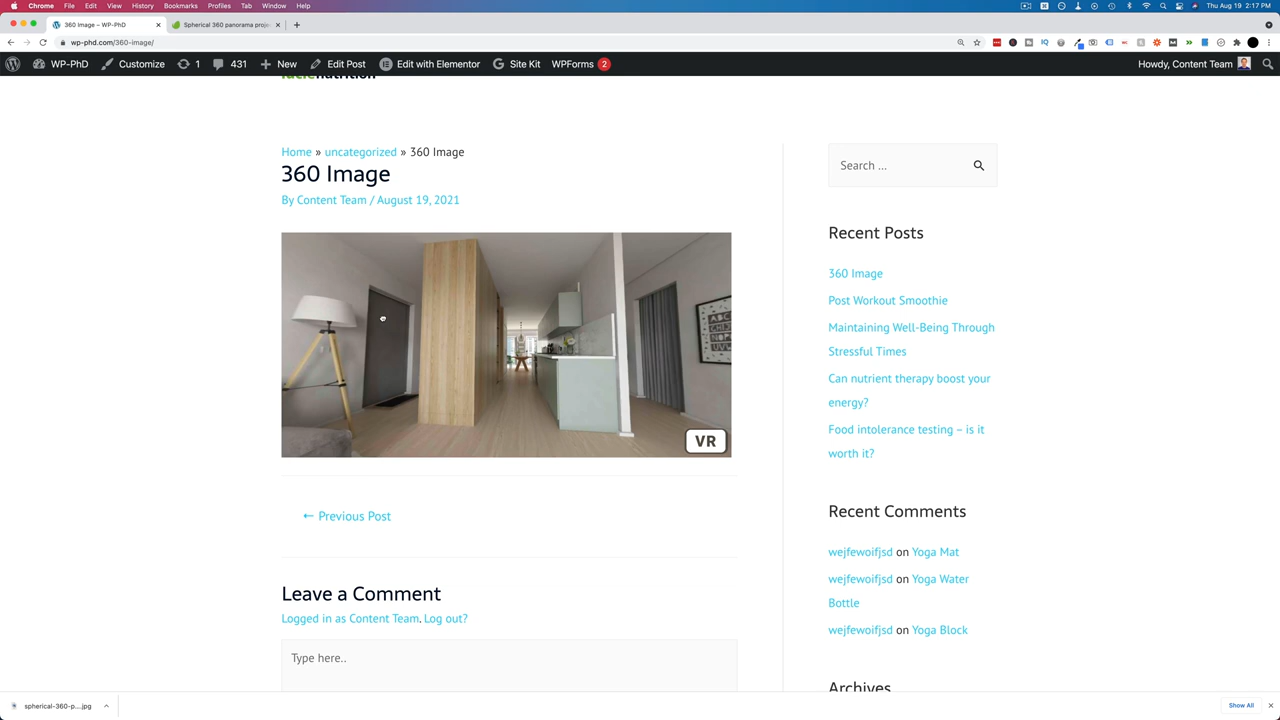 Chrome File Edit View History Bookmarks Profiles Tab Window Help Thu Aug 19 2:17 PM
360 Image – WP-PhD Spherical 360 panorama proje
wp-phd.com/360-image/
WP-PhD Customize 1 431 New Edit Post Edit with Elementor Site Kit WPForms 2 Howdy, Content Team
nutrition
Home » uncategorized » 360 Image
360 Image
By Content Team / August 19, 2021
VR
← Previous Post
Leave a Comment
Logged in as Content Team. Log out?
Type here..
Search ...
Recent Posts
360 Image
Post Workout Smoothie
Maintaining Well-Being Through
Stressful Times
Can nutrient therapy boost your
energy?
Food intolerance testing – is it
worth it?
Recent Comments
wejfewoifjsd on Yoga Mat
wejfewoifjsd on Yoga Water
Bottle
wejfewoifjsd on Yoga Block
Archives
spherical-360-p....jpg Show All